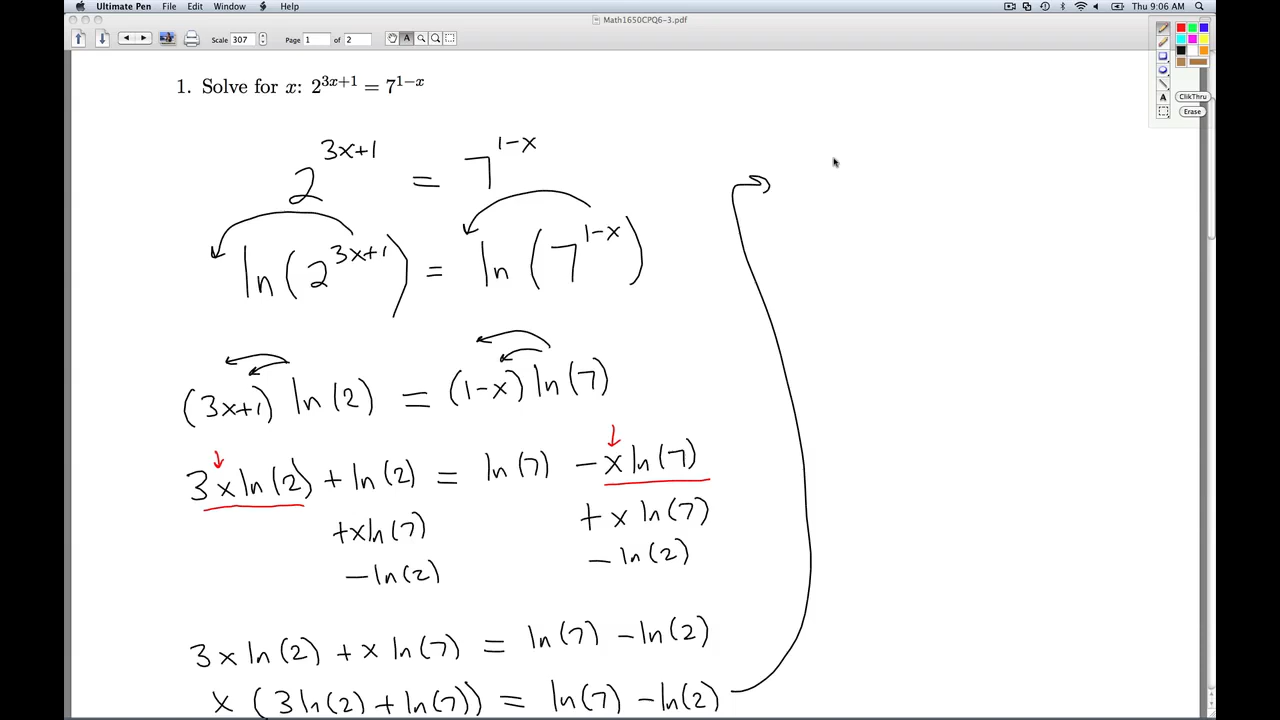 Ultimate Pen File Edit Window Help Thu 9:06 AM
Math1650CPQ6-3.pdf
Scale 307 Page 1 of 2 A
A
ClikThru
Erase
1. Solve for x: 2^{3x+1} = 7^{1−x}
2^{3x+1} = 7^{1-x}
ln(2^{3x+1}) = ln(7^{1-x})
(3x+1) ln(2) = (1-x) ln(7)
3x ln(2) + ln(2) = ln(7) - x ln(7)
+x ln(7) + x ln(7)
- ln(2) - ln(2)
3x ln(2) + x ln(7) = ln(7) - ln(2)
x (3 ln(2) + ln(7)) = ln(7) - ln(2)